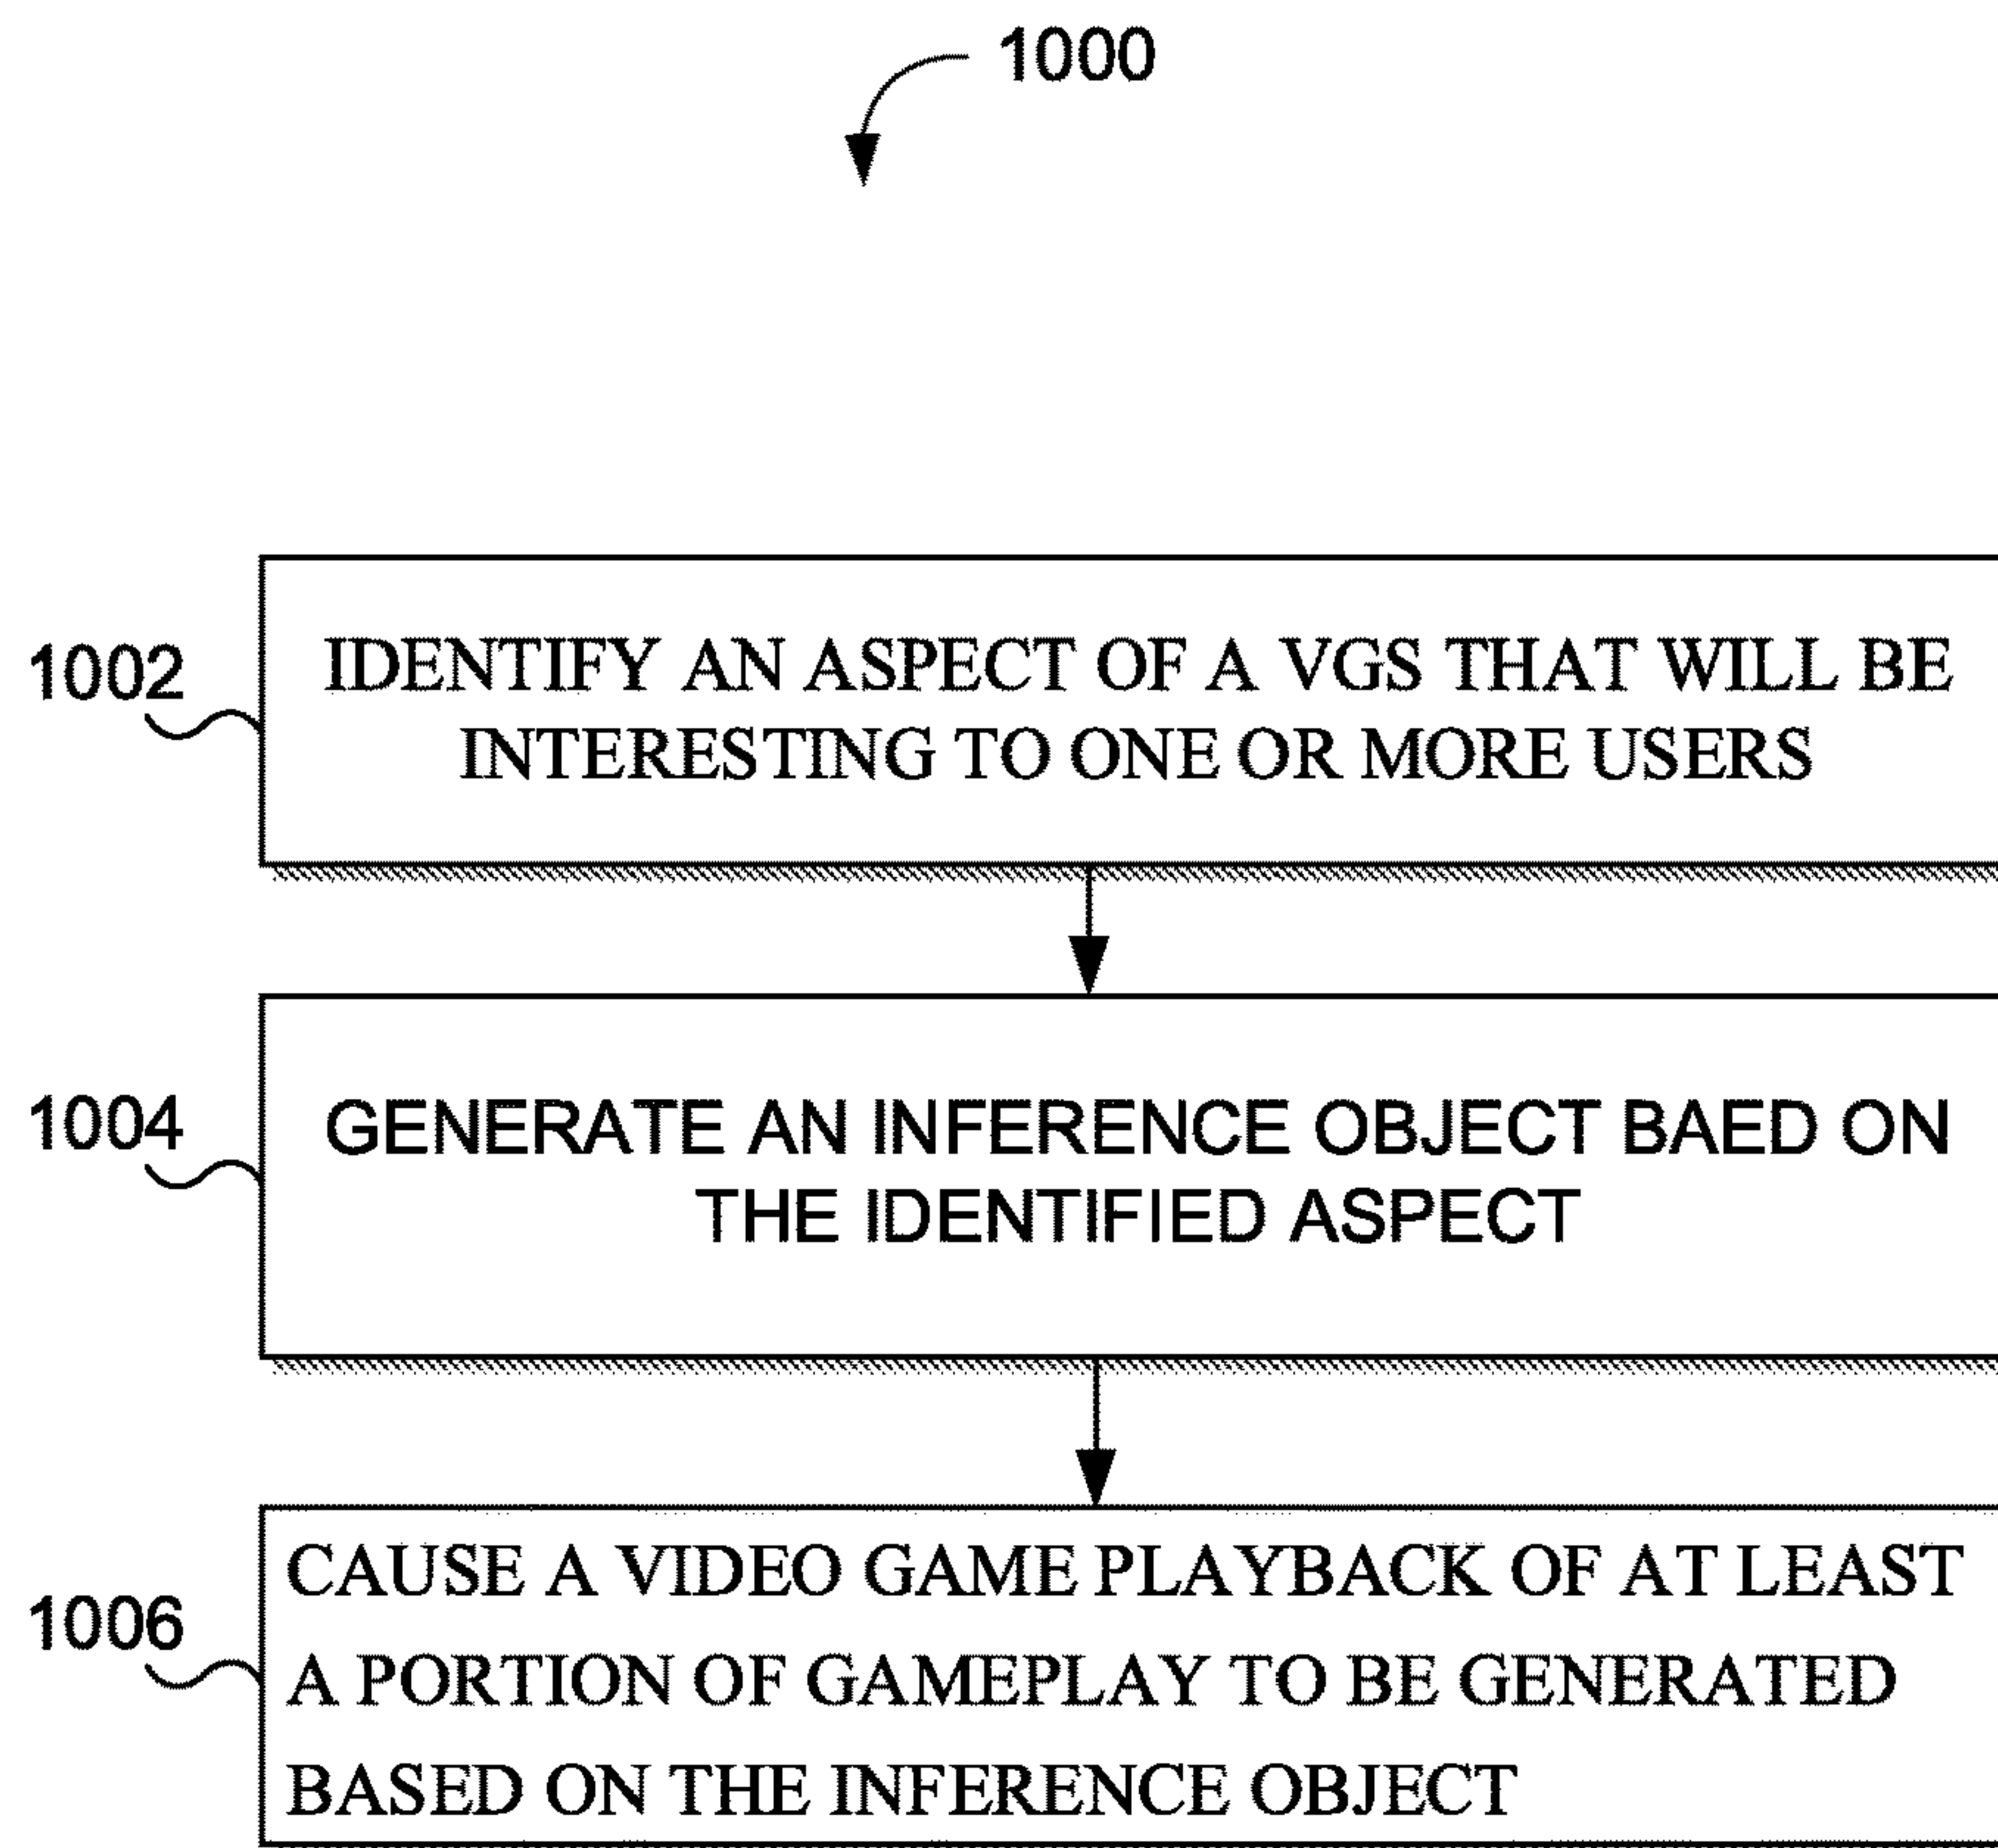 1000
1002
IDENTIFY AN ASPECT OF A VGS THAT WILL BE
INTERESTING TO ONE OR MORE USERS
1004
GENERATE AN INFERENCE OBJECT BAED ON
THE IDENTIFIED ASPECT
1006
CAUSE A VIDEO GAME PLAYBACK OF AT LEAST
A PORTION OF GAMEPLAY TO BE GENERATED
BASED ON THE INFERENCE OBJECT